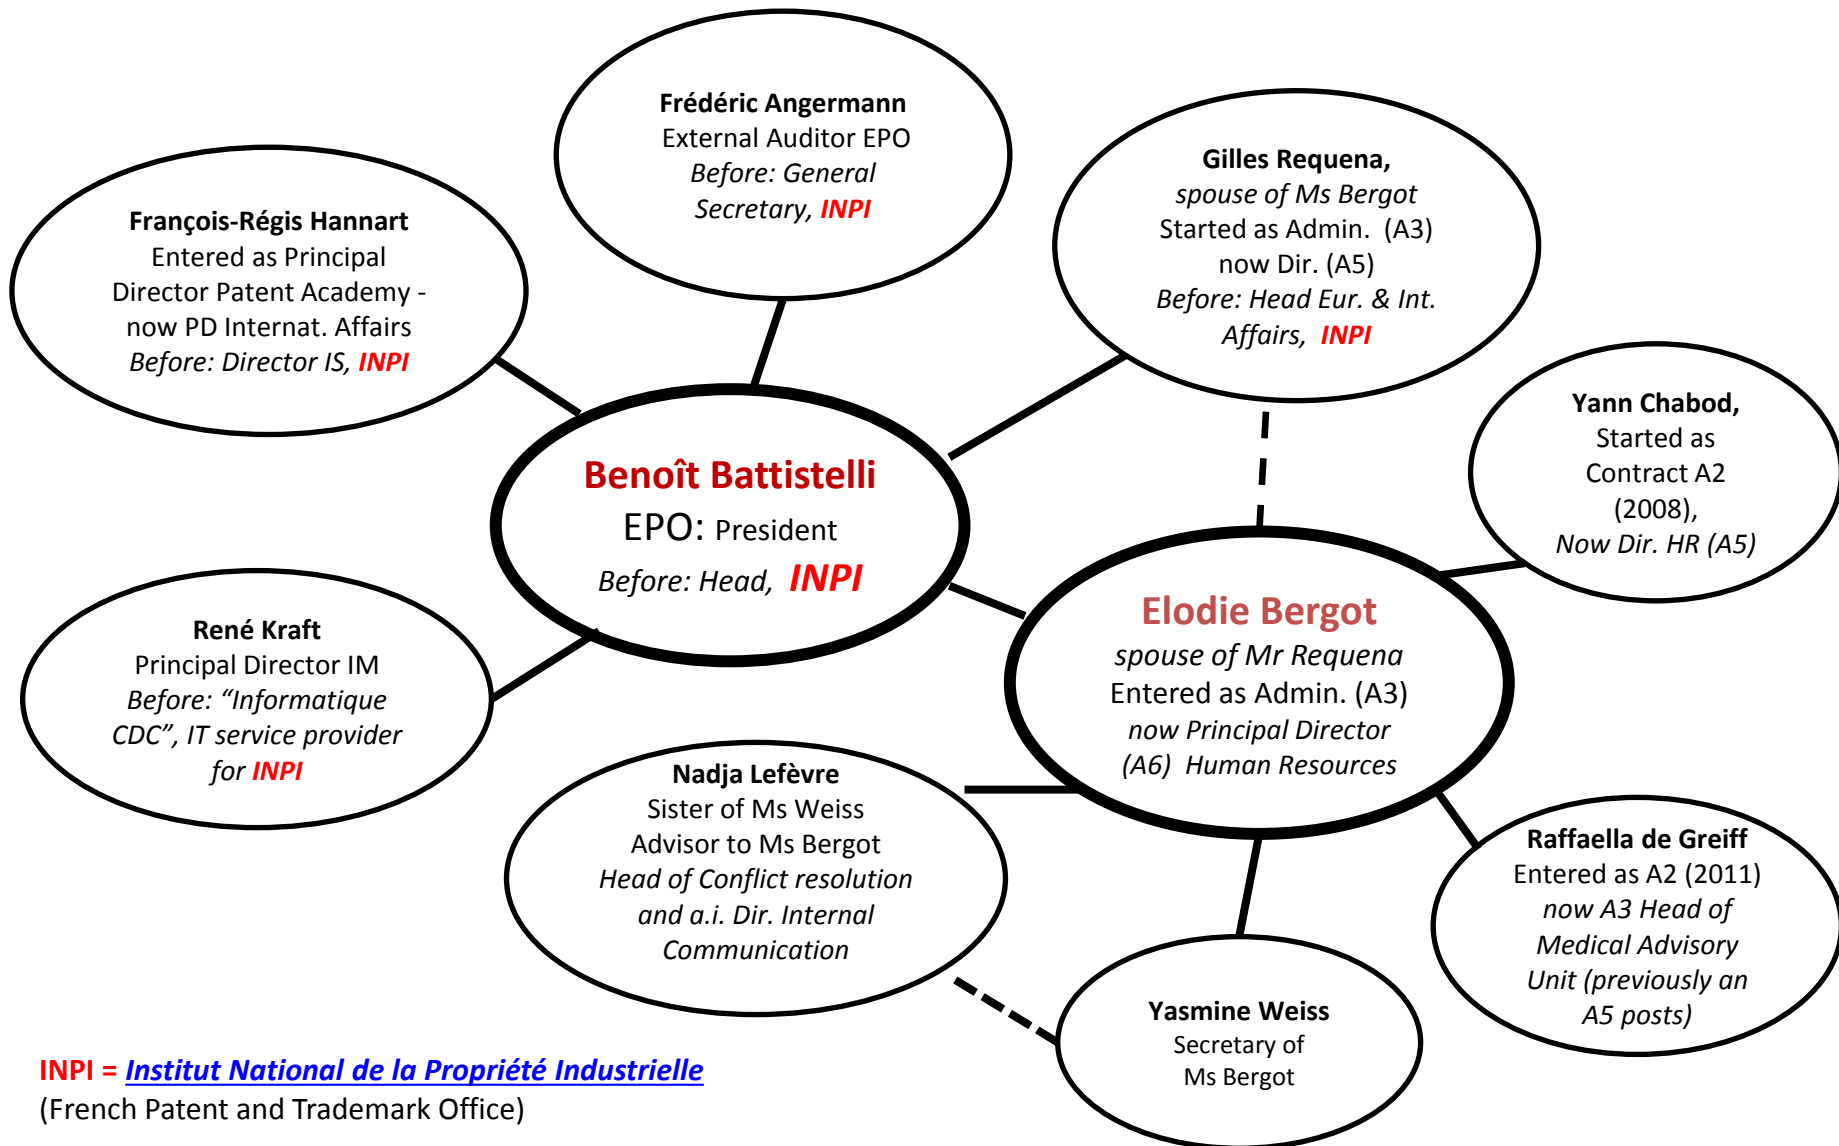 Frédéric Angermann
External Auditor EPO
Before: General
Secretary, INPI
Gilles Requena,
spouse of Ms Bergot
Started as Admin. (A3)
now Dir. (A5)
Before: Head Eur. & Int.
Affairs, INPI
François-Régis Hannart
Entered as Principal
Director Patent Academy -
now PD Internat. Affairs
Before: Director IS, INPI
Yann Chabod,
Started as
Contract A2
(2008),
Now Dir. HR (A5)
Benoît Battistelli
EPO: President
Before: Head, INPI
Elodie Bergot
spouse of Mr Requena
Entered as Admin. (A3)
now Principal Director
(A6) Human Resources
René Kraft
Principal Director IM
Before: “Informatique
CDC”, IT service provider
for INPI
Nadja Lefèvre
Sister of Ms Weiss
Advisor to Ms Bergot
Head of Conflict resolution
and a.i. Dir. Internal
Communication
Raffaella de Greiff
Entered as A2 (2011)
now A3 Head of
Medical Advisory
Unit (previously an
A5 posts)
Yasmine Weiss
Secretary of
Ms Bergot
INPI = Institut National de la Propriété Industrielle
(French Patent and Trademark Office)